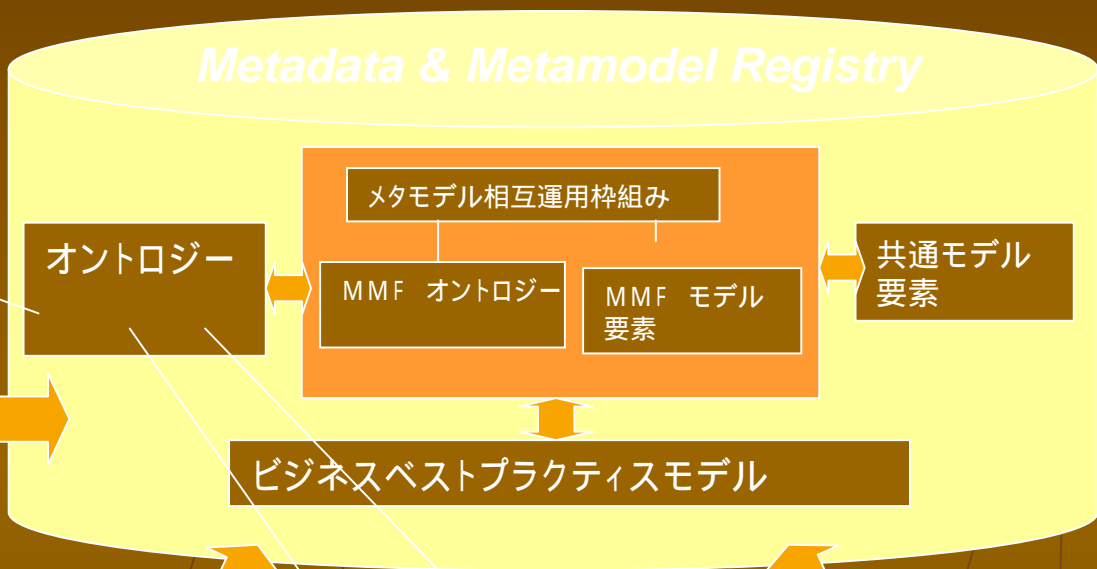 Metadata & Metamodel Registry
メタモデル相互運用枠組み
オントロジー
MMF オントロジー
MMF モデル
要素
共通モデル
要素
ビジネスベストプラクティスモデル